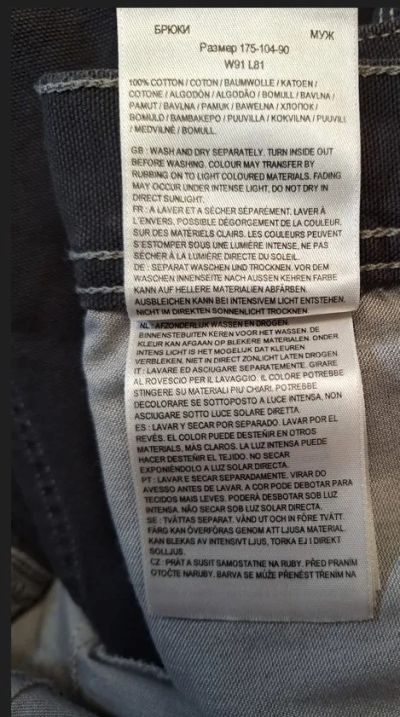 БРЮКИ МУЖ
Размер 175-104-90
W91 L81
100% COTTON / COTON / BAUMWOLLE / KATOEN /
COTONE / ALGODÓN / ALGODÃO / BOMULL / BAVLNA /
PAMUT / BAVLNA / PAMUK / BAWEŁNA / ХЛОПОК /
BOMULD / ΒΑΜΒΑΚΕΡΟ / PUUVILLA / KOKVILNA / PUUVILL
/ MEDVILNĖ / BOMULL.
GB : WASH AND DRY SEPARATELY. TURN INSIDE OUT
BEFORE WASHING. COLOUR MAY TRANSFER BY
RUBBING ON TO LIGHT COLOURED MATERIALS. FADING
MAY OCCUR UNDER INTENSE LIGHT, DO NOT DRY IN
DIRECT SUNLIGHT.
FR : A LAVER ET A SÉCHER SÉPARÉMENT. LAVER À
L'ENVERS, POSSIBLE DÉGORGEMENT DE LA COULEUR,
SUR DES MATÉRIELS CLAIRS. LES COULEURS PEUVENT
S'ESTOMPER SOUS UNE LUMIÈRE INTENSE, NE PAS
SÉCHER À LA LUMIÈRE DIRECTE DU SOLEIL.
DE : SEPARAT WASCHEN UND TROCKNEN. VOR DEM
WASCHEN INNENSEITE NACH AUSSEN KEHREN FARBE
KANN AUF HELLERE MATERIALIEN ABFÄRBEN.
AUSBLEICHEN KANN BEI INTENSIVEM LICHT ENTSTEHEN.
NICHT IM DIREKTEN SONNENLICHT TROCKNEN
NL : AFZONDERLIJK WASSEN EN DROGEN.
BINNENSTEBUITEN KEREN VOOR HET WASSEN. DE
KLEUR KAN AFGAAN OP BLEKERE MATERIALEN. ONDER
INTENS LICHT IS HET MOGELIJK DAT KLEUREN
VERBLEKEN. NIET IN DIRECT ZONLICHT LATEN DROGEN
IT : LAVARE ED ASCIUGARE SEPARATAMENTE. GIRARE
AL ROVESCIO PER IL LAVAGGIO. IL COLORE POTREBBE
STINGERE SU MATERIALI PIU' CHIARI. POTREBBE
DECOLORARE SE SOTTOPOSTO A LUCE INTENSA, NON
ASCIUGARE SOTTO LUCE SOLARE DIRETTA.
ES : LAVAR Y SECAR POR SEPARADO. LAVAR POR EL
REVÉS. EL COLOR PUEDE DESTEÑIR EN OTROS
MATERIALS, MAS CLAROS. LA LUZ INTENSA PUEDE
HACER DESTEÑIR EL TEJIDO. NO SECAR
EXPONIÉNDOLO A LUZ SOLAR DIRECTA.
PT : LAVAR E SECAR SEPARADAMENTE. VIRAR DO
AVESSO ANTES DE LAVAR. A COR PODE DEBOTAR PARA
TECIDOS MAIS LEVES. PODERÁ DESBOTAR SOB LUZ
INTENSA. NÃO SECAR SOB LUZ SOLAR DIRECTA.
SE : TVÄTTAS SEPARAT. VÄND UT OCH IN FÖRE TVÄTT.
FÄRG KAN ÖVERFÖRAS GENOM ATT LJUSA MATERIAL.
KAN BLEKAS AV INTENSIVT LJUS, TORKA EJ I DIREKT
SOLLJUS.
CZ : PRÁT A SUŠIT SAMOSTATNE NA RUBY. PŘED PRANÍM
OTOČTE NARUBY. BARVA SE MŮŽE PŘENÉST TŘENÍM NA